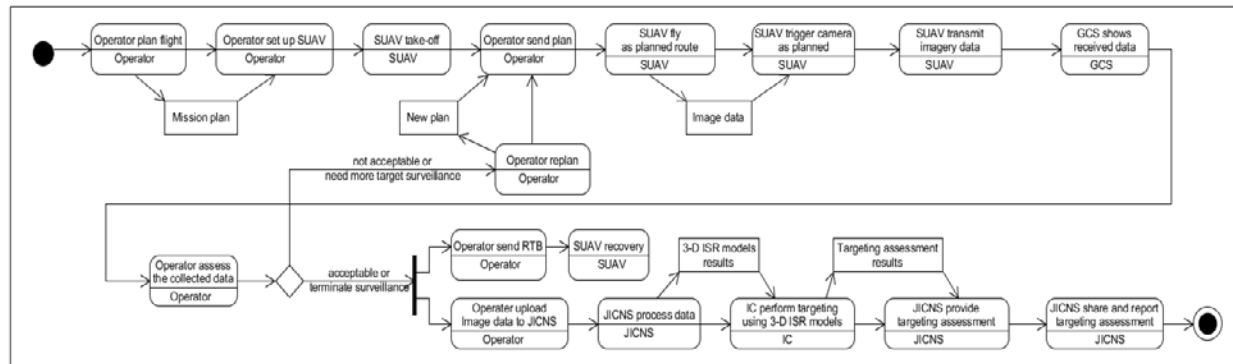 Operator plan flight
Operator
Operator set up SUAV
Operator
SUAV take-off
SUAV
Operator send plan
Operator
SUAV fly
as planned route
SUAV
SUAV trigger camera
as planned
SUAV
SUAV transmit
imagery data
SUAV
GCS shows
received data
GCS
Mission plan
New plan
Image data
not acceptable or
need more target surveillance
Operator replan
Operator
Operator assess
the collected data
Operator
acceptable or
terminate surveillance
Operator send RTB
Operator
SUAV recovery
SUAV
3-D ISR models
results
Targeting assessment
results
Operater upload
Image data to JICNS
Operator
JICNS process data
JICNS
IC perform targeting
using 3-D ISR models
IC
JICNS provide
targeting assessment
JICNS
JICNS share and report
targeting assessment
JICNS